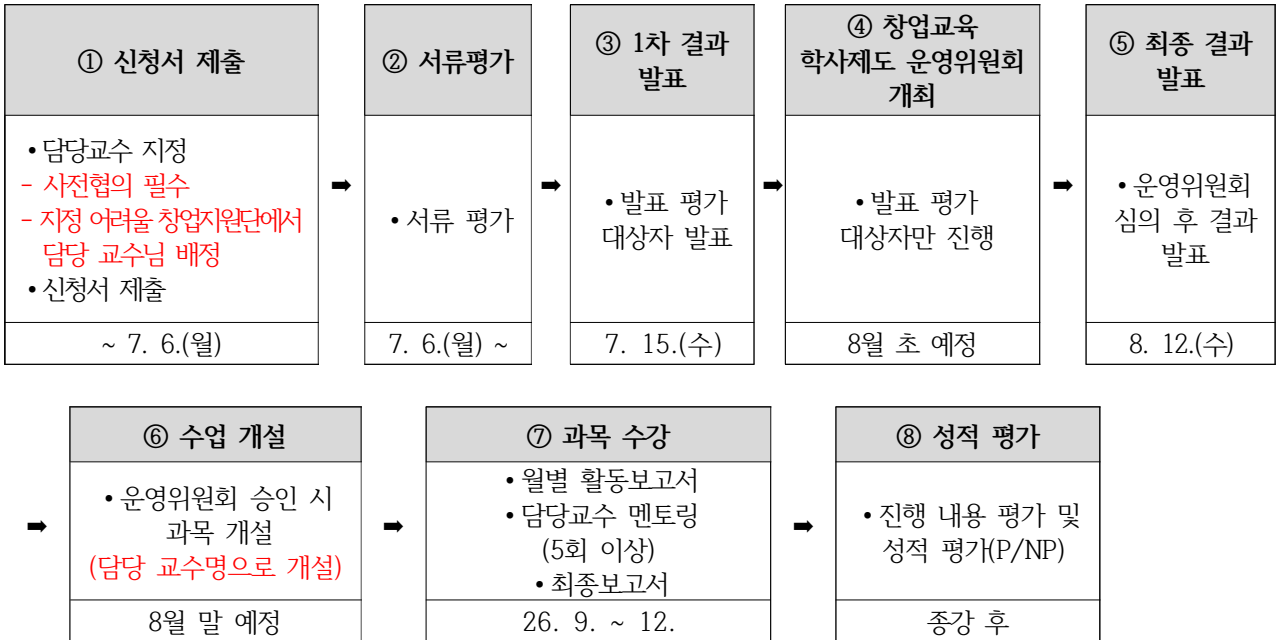 ① 신청서 제출
• 담당교수 지정
- 사전협의 필수
- 지정 어려울 창업지원단에서
담당 교수님 배정
• 신청서 제출
~ 7. 6.(월)
➡
② 서류평가
• 서류 평가
7. 6.(월) ~
➡
③ 1차 결과
발표
• 발표 평가
대상자 발표
7. 15.(수)
➡
④ 창업교육
학사제도 운영위원회
개최
• 발표 평가
대상자만 진행
8월 초 예정
➡
⑤ 최종 결과
발표
• 운영위원회
심의 후 결과
발표
8. 12.(수)
➡
⑥ 수업 개설
• 운영위원회 승인 시
과목 개설
(담당 교수명으로 개설)
8월 말 예정
➡
⑦ 과목 수강
• 월별 활동보고서
• 담당교수 멘토링
(5회 이상)
• 최종보고서
26. 9. ~ 12.
➡
⑧ 성적 평가
• 진행 내용 평가 및
성적 평가(P/NP)
종강 후